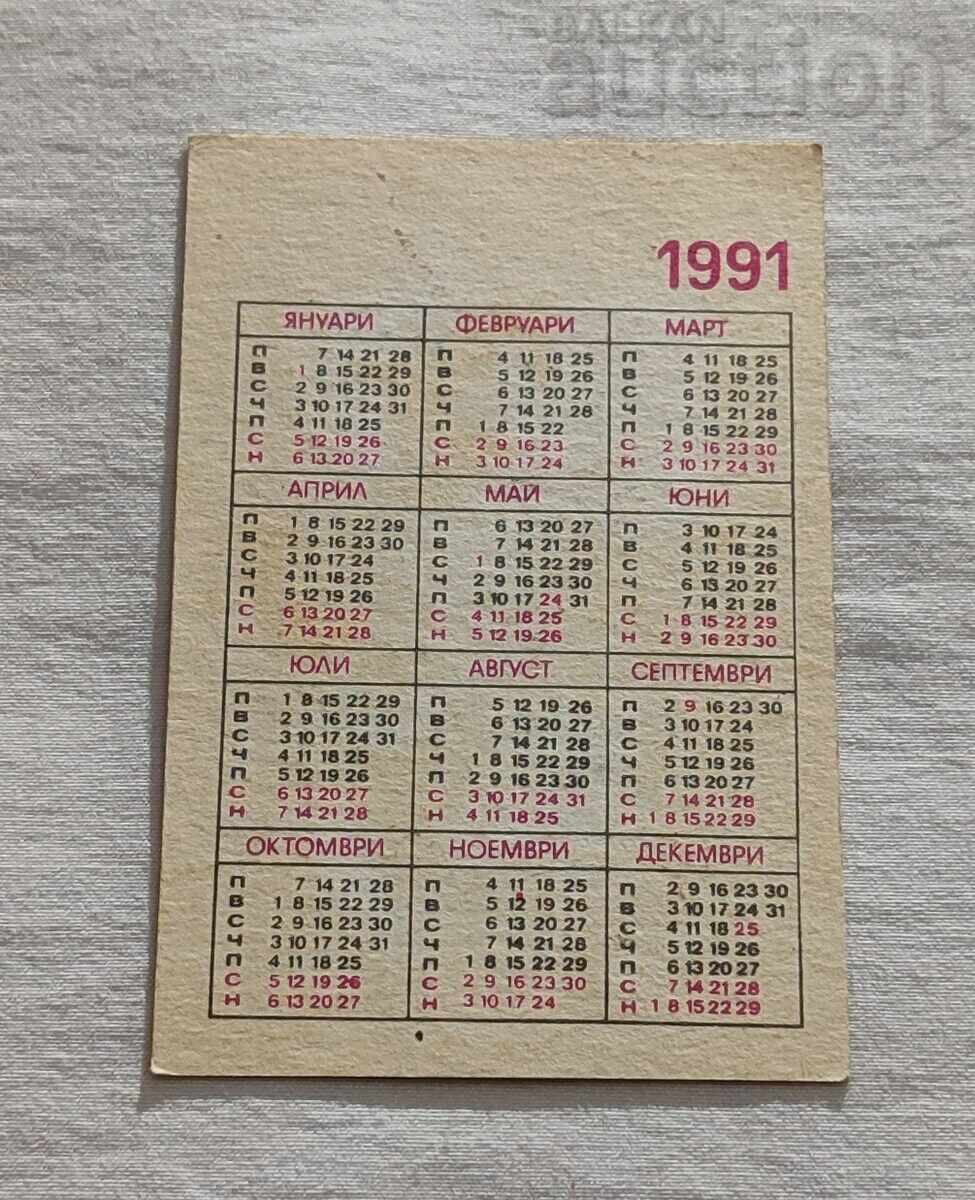 БАЛКАН
auction
1991
ЯНУАРИ ФЕВРУАРИ МАРТ
П 7 14 21 28 П 4 11 18 25 П 4 11 18 25
В 1 8 15 22 29 В 5 12 19 26 В 5 12 19 26
С 2 9 16 23 30 С 6 13 20 27 С 6 13 20 27
Ч 3 10 17 24 31 Ч 7 14 21 28 Ч 7 14 21 28
П 4 11 18 25 П 1 8 15 22 П 1 8 15 22 29
С 5 12 19 26 С 2 9 16 23 С 2 9 16 23 30
Н 6 13 20 27 Н 3 10 17 24 Н 3 10 17 24 31
АПРИЛ МАЙ ЮНИ
П 1 8 15 22 29 П 6 13 20 27 П 3 10 17 24
В 2 9 16 23 30 В 7 14 21 28 В 4 11 18 25
С 3 10 17 24 С 1 8 15 22 29 С 5 12 19 26
Ч 4 11 18 25 Ч 2 9 16 23 30 Ч 6 13 20 27
П 5 12 19 26 П 3 10 17 24 31 П 7 14 21 28
С 6 13 20 27 С 4 11 18 25 С 1 8 15 22 29
Н 7 14 21 28 Н 5 12 19 26 Н 2 9 16 23 30
ЮЛИ АВГУСТ СЕПТЕМВРИ
П 1 8 15 22 29 П 5 12 19 26 П 2 9 16 23 30
В 2 9 16 23 30 В 6 13 20 27 В 3 10 17 24
С 3 10 17 24 31 С 7 14 21 28 С 4 11 18 25
Ч 4 11 18 25 Ч 1 8 15 22 29 Ч 5 12 19 26
П 5 12 19 26 П 2 9 16 23 30 П 6 13 20 27
С 6 13 20 27 С 3 10 17 24 31 С 7 14 21 28
Н 7 14 21 28 Н 4 11 18 25 Н 1 8 15 22 29
ОКТОМВРИ НОЕМВРИ ДЕКЕМВРИ
П 7 14 21 28 П 4 11 18 25 П 2 9 16 23 30
В 1 8 15 22 29 В 5 12 19 26 В 3 10 17 24 31
С 2 9 16 23 30 С 6 13 20 27 С 4 11 18 25
Ч 3 10 17 24 31 Ч 7 14 21 28 Ч 5 12 19 26
П 4 11 18 25 П 1 8 15 22 29 П 6 13 20 27
С 5 12 19 26 С 2 9 16 23 30 С 7 14 21 28
Н 6 13 20 27 Н 3 10 17 24 Н 1 8 15 22 29